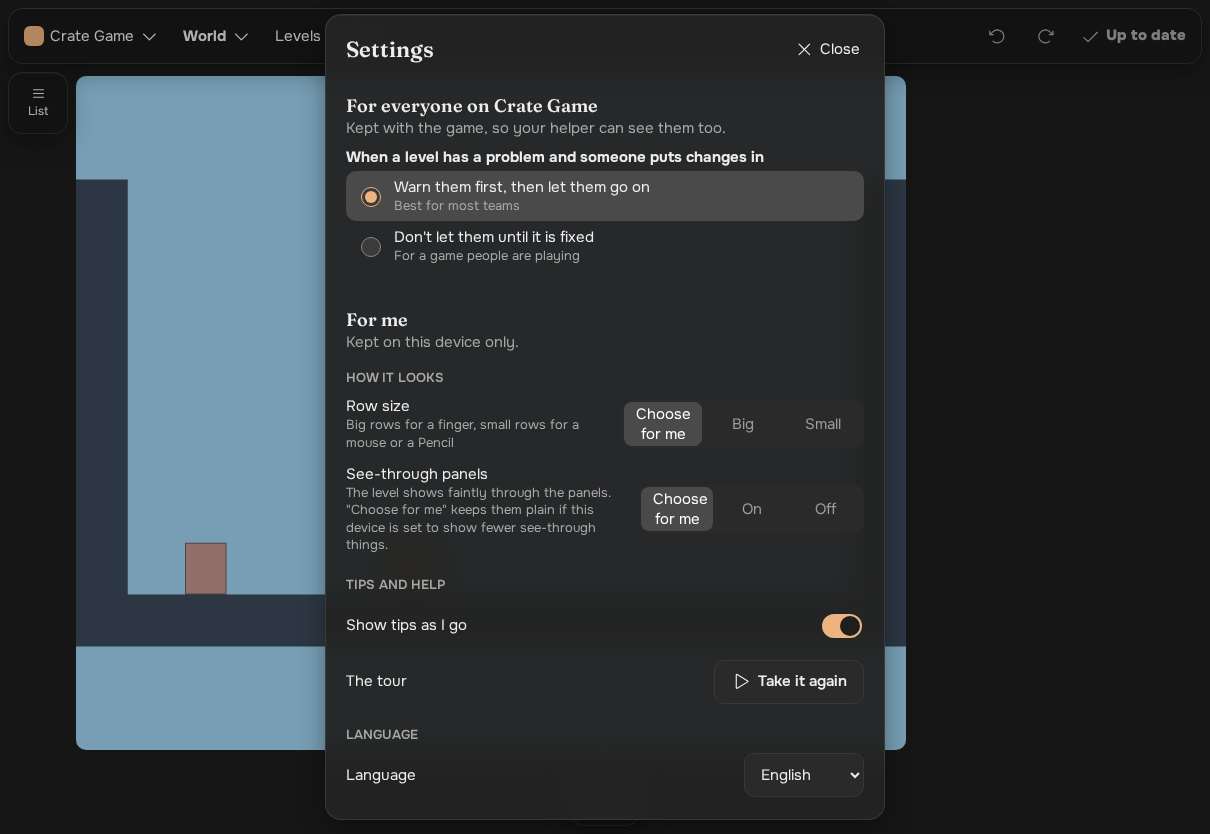 Crate Game
World
Levels
Up to date
List
Settings
Close
For everyone on Crate Game
Kept with the game, so your helper can see them too.
When a level has a problem and someone puts changes in
Warn them first, then let them go on
Best for most teams
Don't let them until it is fixed
For a game people are playing
For me
Kept on this device only.
HOW IT LOOKS
Row size
Big rows for a finger, small rows for a
mouse or a Pencil
Choose
for me
Big
Small
See-through panels
The level shows faintly through the panels.
"Choose for me" keeps them plain if this
device is set to show fewer see-through
things.
Choose
for me
On
Off
TIPS AND HELP
Show tips as I go
The tour
Take it again
LANGUAGE
Language
English